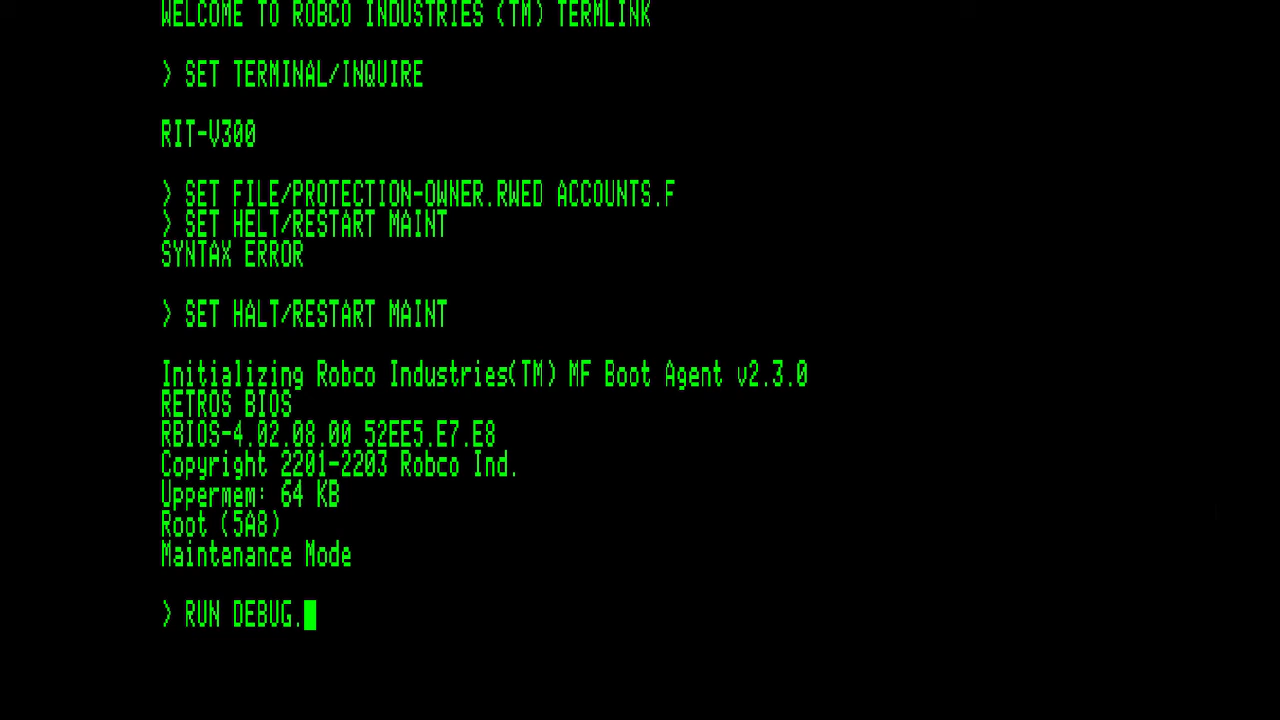 WELCOME TO ROBCO INDUSTRIES (TM) TERMLINK
> SET TERMINAL/INQUIRE
RIT-V300
> SET FILE/PROTECTION-OWNER.RWED ACCOUNTS.F
> SET HELT/RESTART MAINT
SYNTAX ERROR
> SET HALT/RESTART MAINT
Initializing Robco Industries(TM) MF Boot Agent v2.3.0
RETROS BIOS
RBIOS-4.02.08.00 52EE5.E7.E8
Copyright 2201-2203 Robco Ind.
Uppermem: 64 KB
Root (5A8)
Maintenance Mode
> RUN DEBUG.